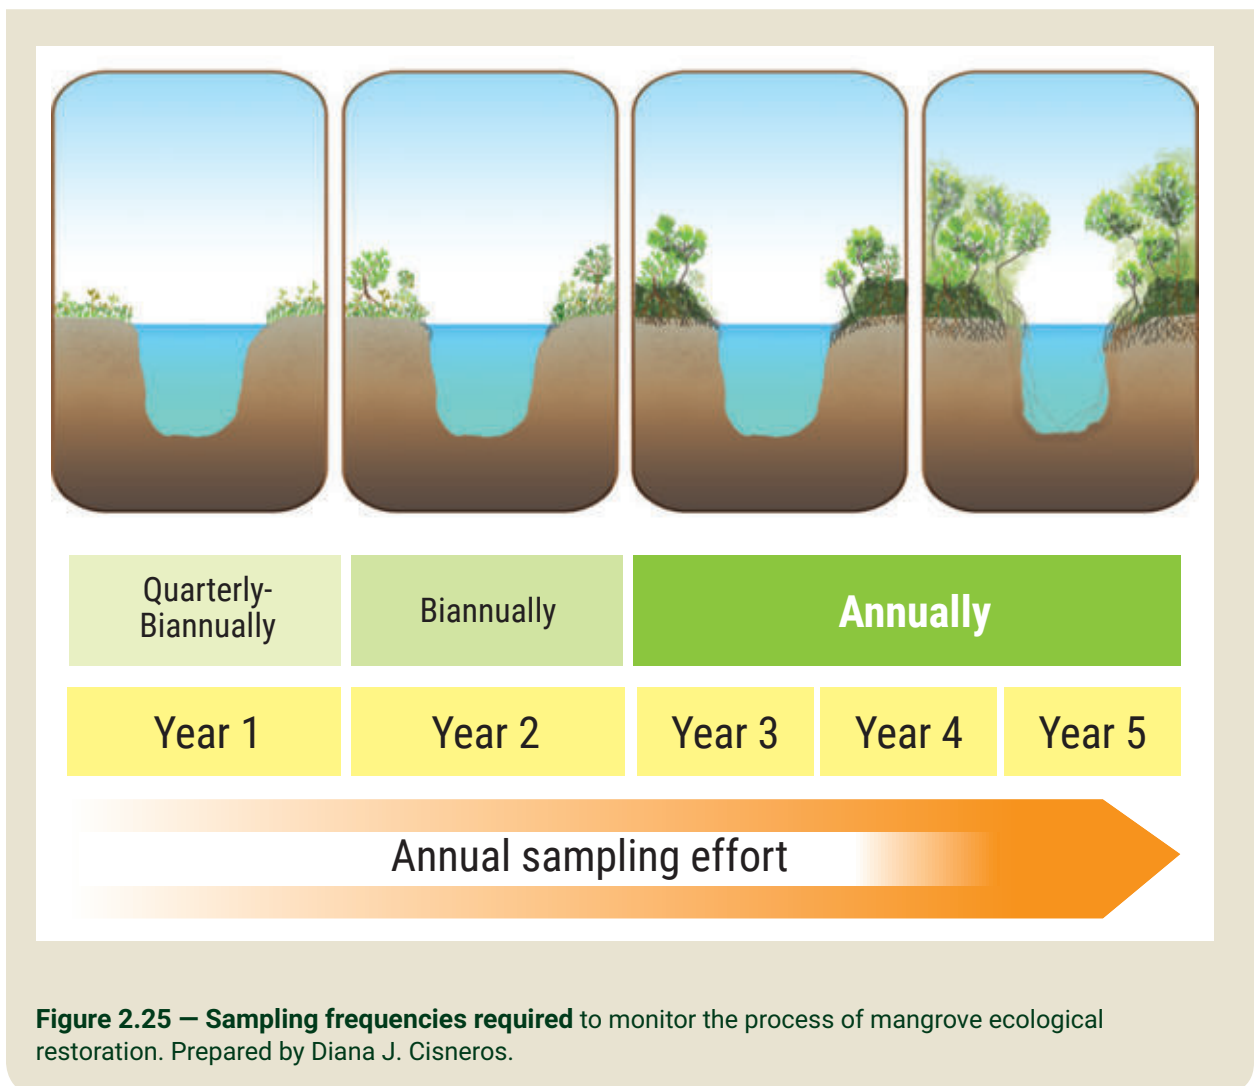 Quarterly-
Biannually
Biannually
Annually
Year 1
Year 2
Year 3
Year 4
Year 5
Annual sampling effort
Figure 2.25 — Sampling frequencies required to monitor the process of mangrove ecological
restoration. Prepared by Diana J. Cisneros.